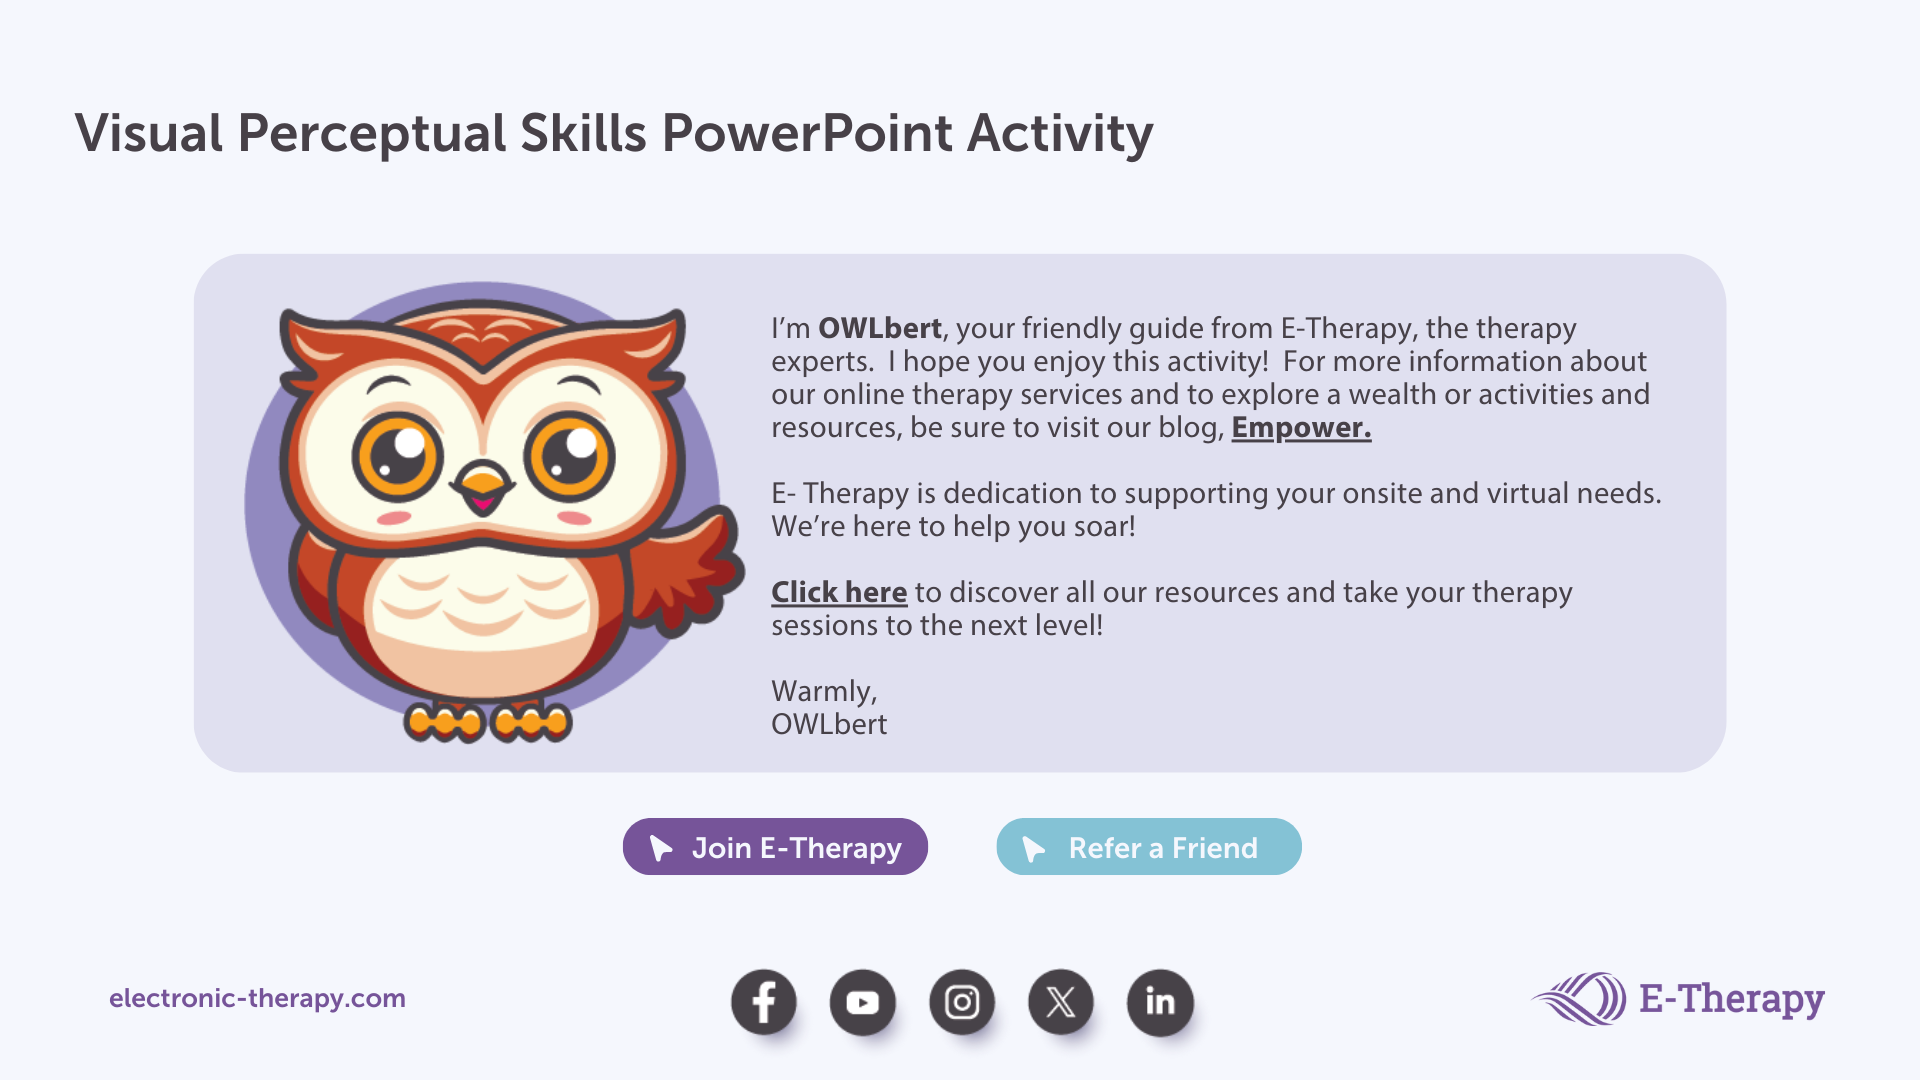 Visual Perceptual Skills PowerPoint Activity
I’m OWLbert, your friendly guide from E-Therapy, the therapy
experts.  I hope you enjoy this activity!  For more information about
our online therapy services and to explore a wealth or activities and
resources, be sure to visit our blog, Empower.
E- Therapy is dedication to supporting your onsite and virtual needs.
We’re here to help you soar!
Click here to discover all our resources and take your therapy
sessions to the next level!
Warmly,
OWLbert
Join E-Therapy
Refer a Friend
electronic-therapy.com
E-Therapy